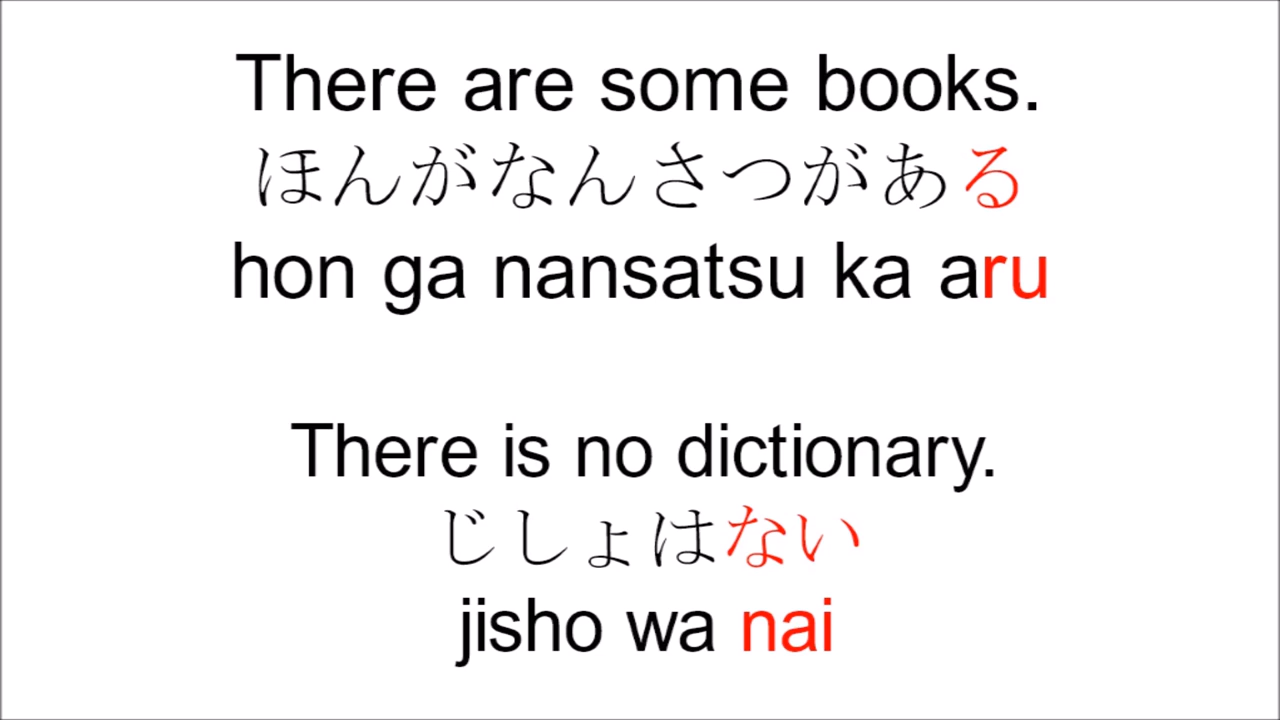 There are some books.
ほんがなんさつがある
hon ga nansatsu ka aru
There is no dictionary.
じしょはない
jisho wa nai